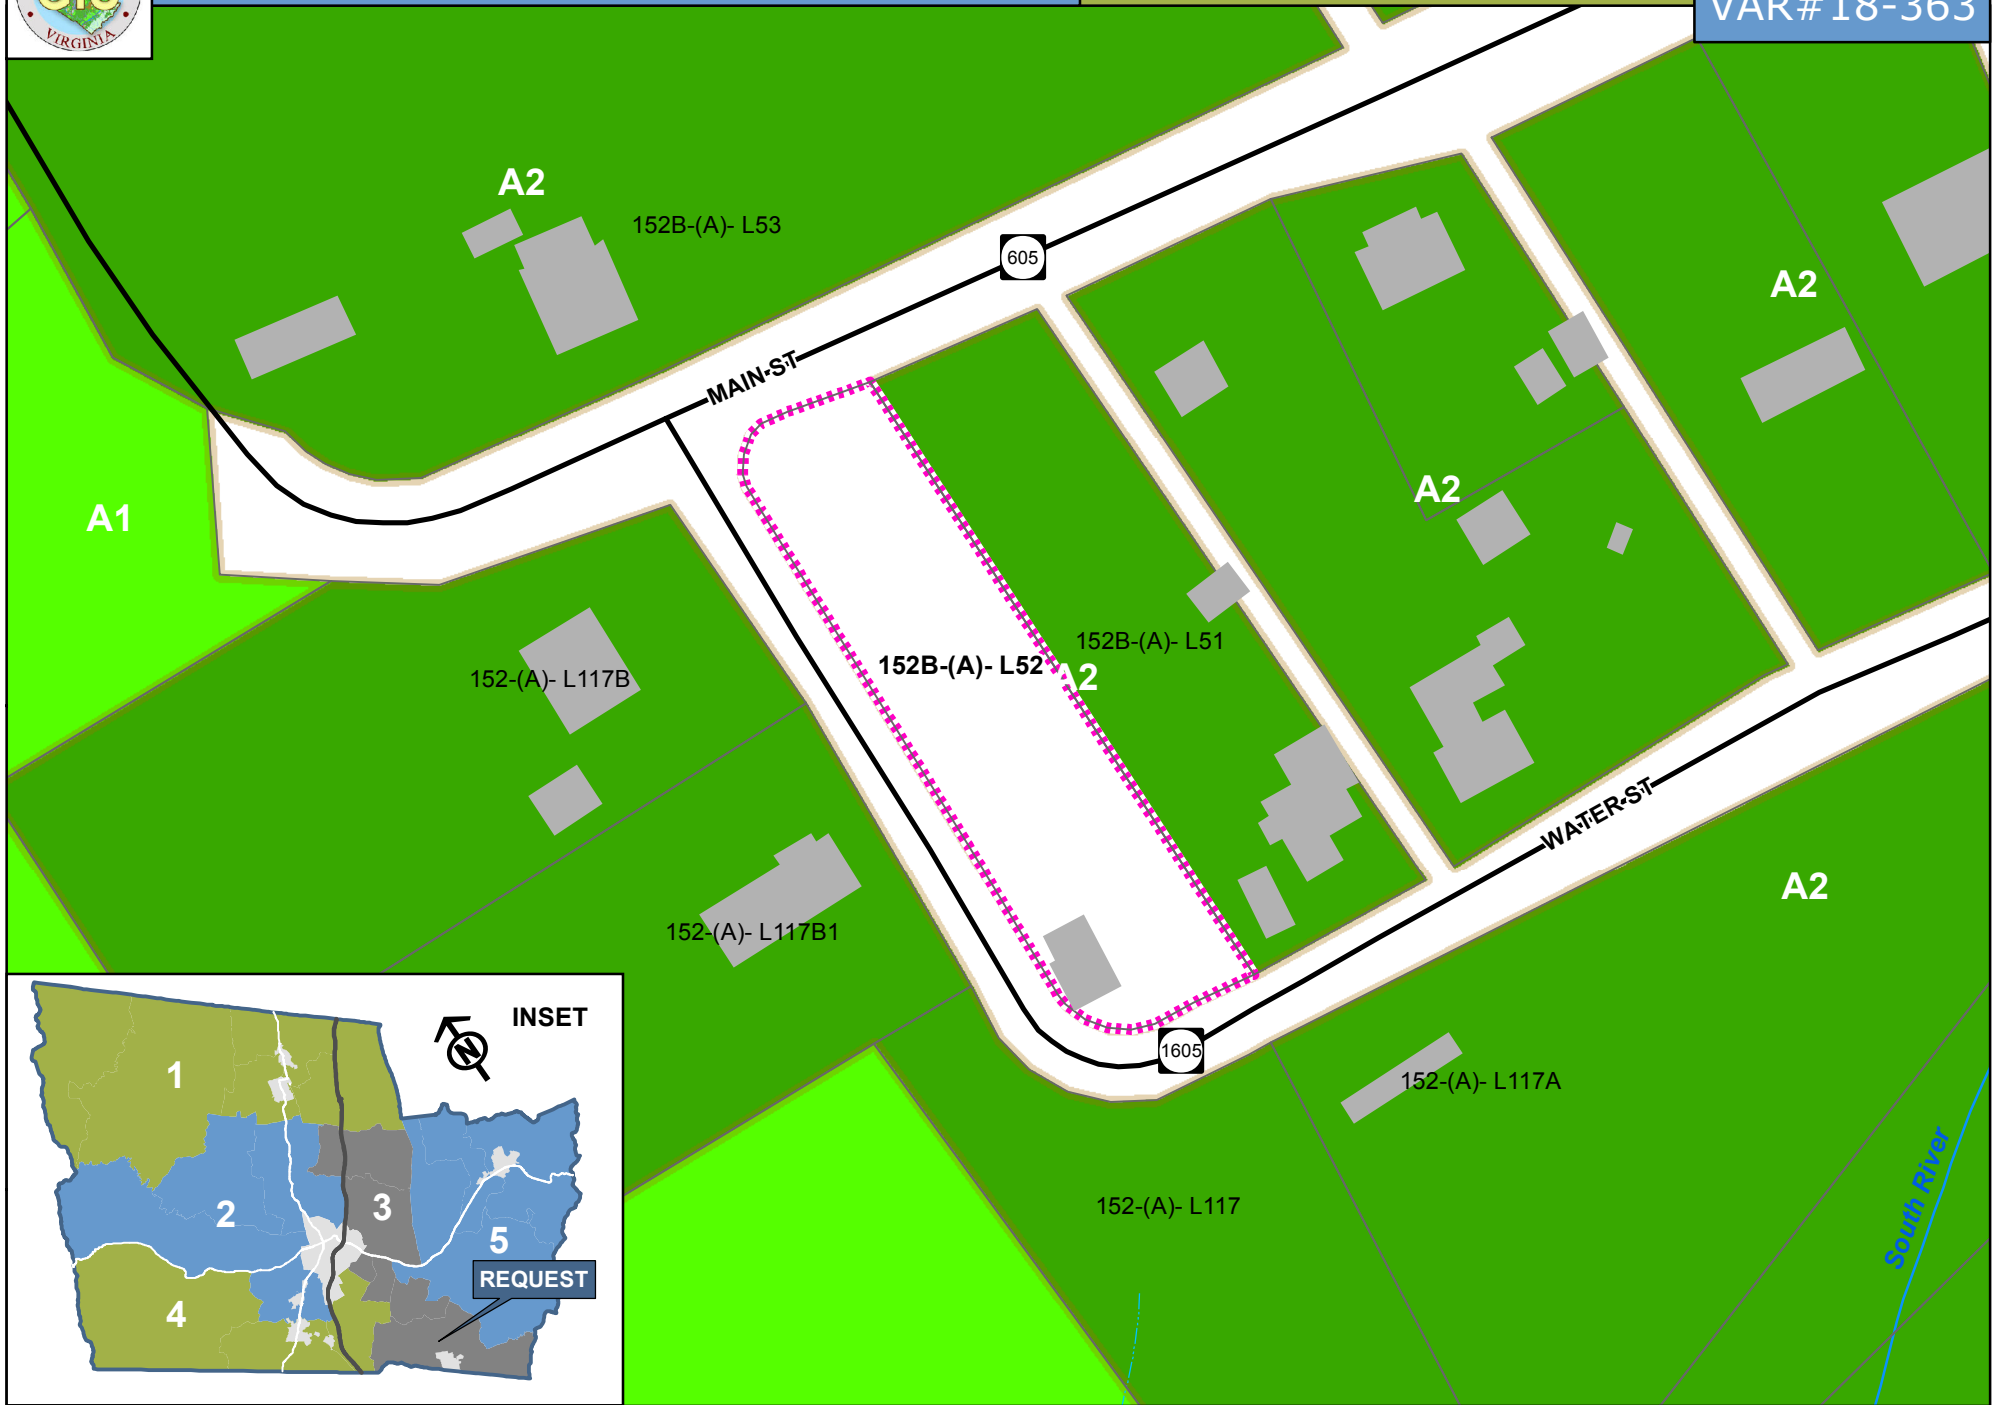 VIRGINIA
VAR#18-363
A2
152B-(A)- L53
605
A2
MAIN ST
A1
A2
152B-(A)- L51
152B-(A)- L52
A2
152-(A)- L117B
WATER ST
A2
152-(A)- L117B1
INSET
N
1605
1
152-(A)- L117A
South River
2
3
152-(A)- L117
5
REQUEST
4